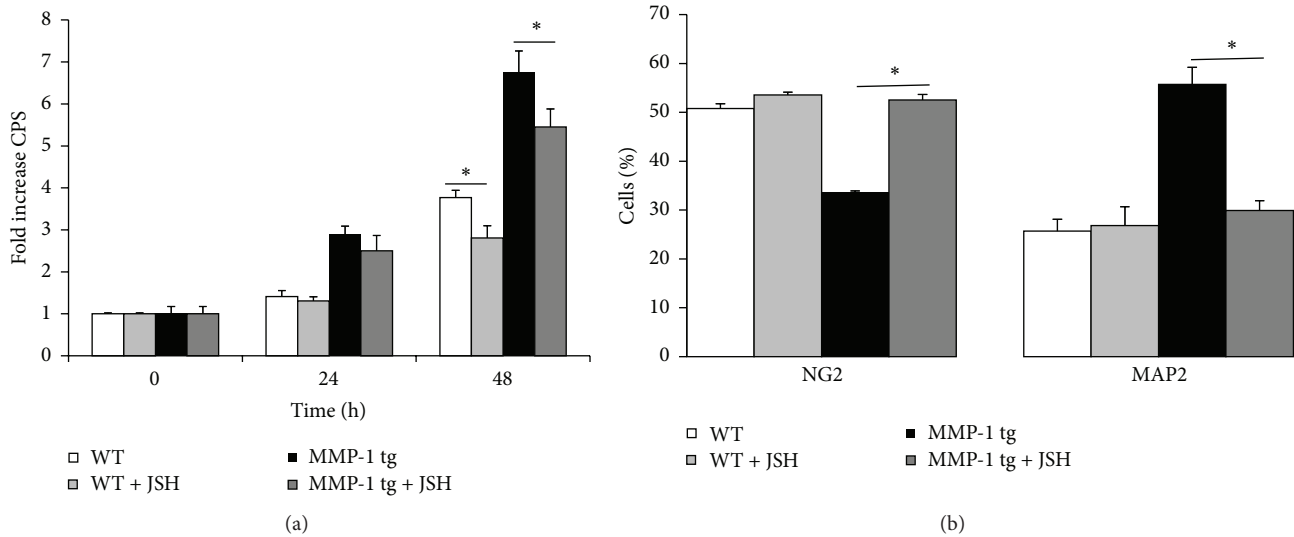 8
7
6
5
4
3
2
1
0
Fold increase CPS
*
*
0
24
48
Time (h)
WT
WT + JSH
MMP-1 tg
MMP-1 tg + JSH
(a)
70
60
50
40
30
20
10
0
Cells (%)
*
*
NG2
MAP2
WT
WT + JSH
MMP-1 tg
MMP-1 tg + JSH
(b)